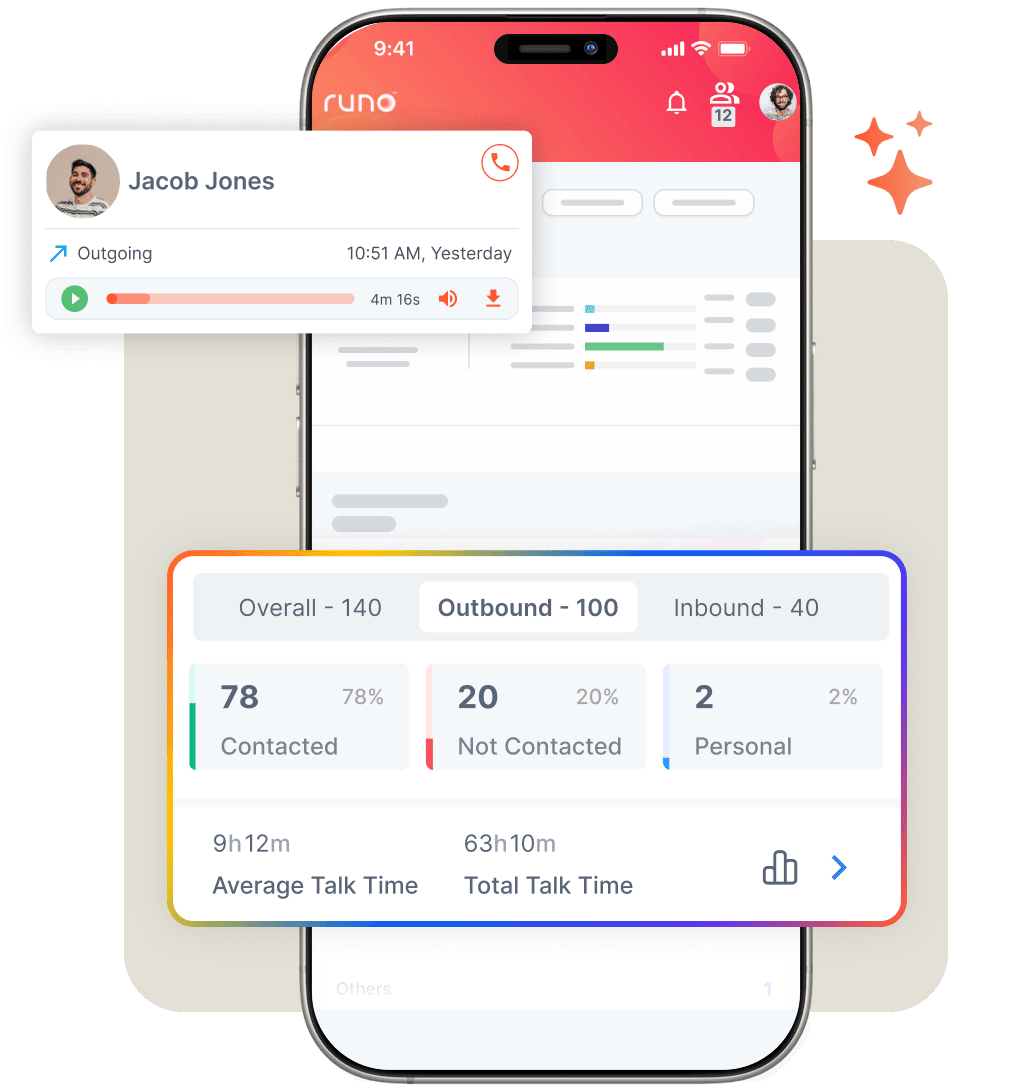 9:41
runo
12
Jacob Jones
Outgoing 10:51 AM, Yesterday
4m 16s
Overall - 140 Outbound - 100 Inbound - 40
78 78% 20 20% 2 2%
Contacted Not Contacted Personal
9h12m 63h10m
Average Talk Time Total Talk Time
Others 1